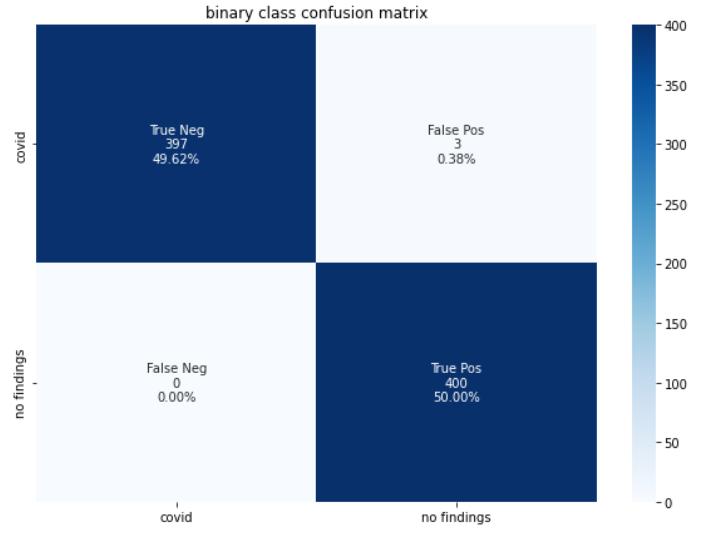 binary class confusion matrix
covid
True Neg
397
49.62%
False Pos
3
0.38%
no findings
False Neg
0
0.00%
True Pos
400
50.00%
covid
no findings
400
350
300
250
200
150
100
50
0